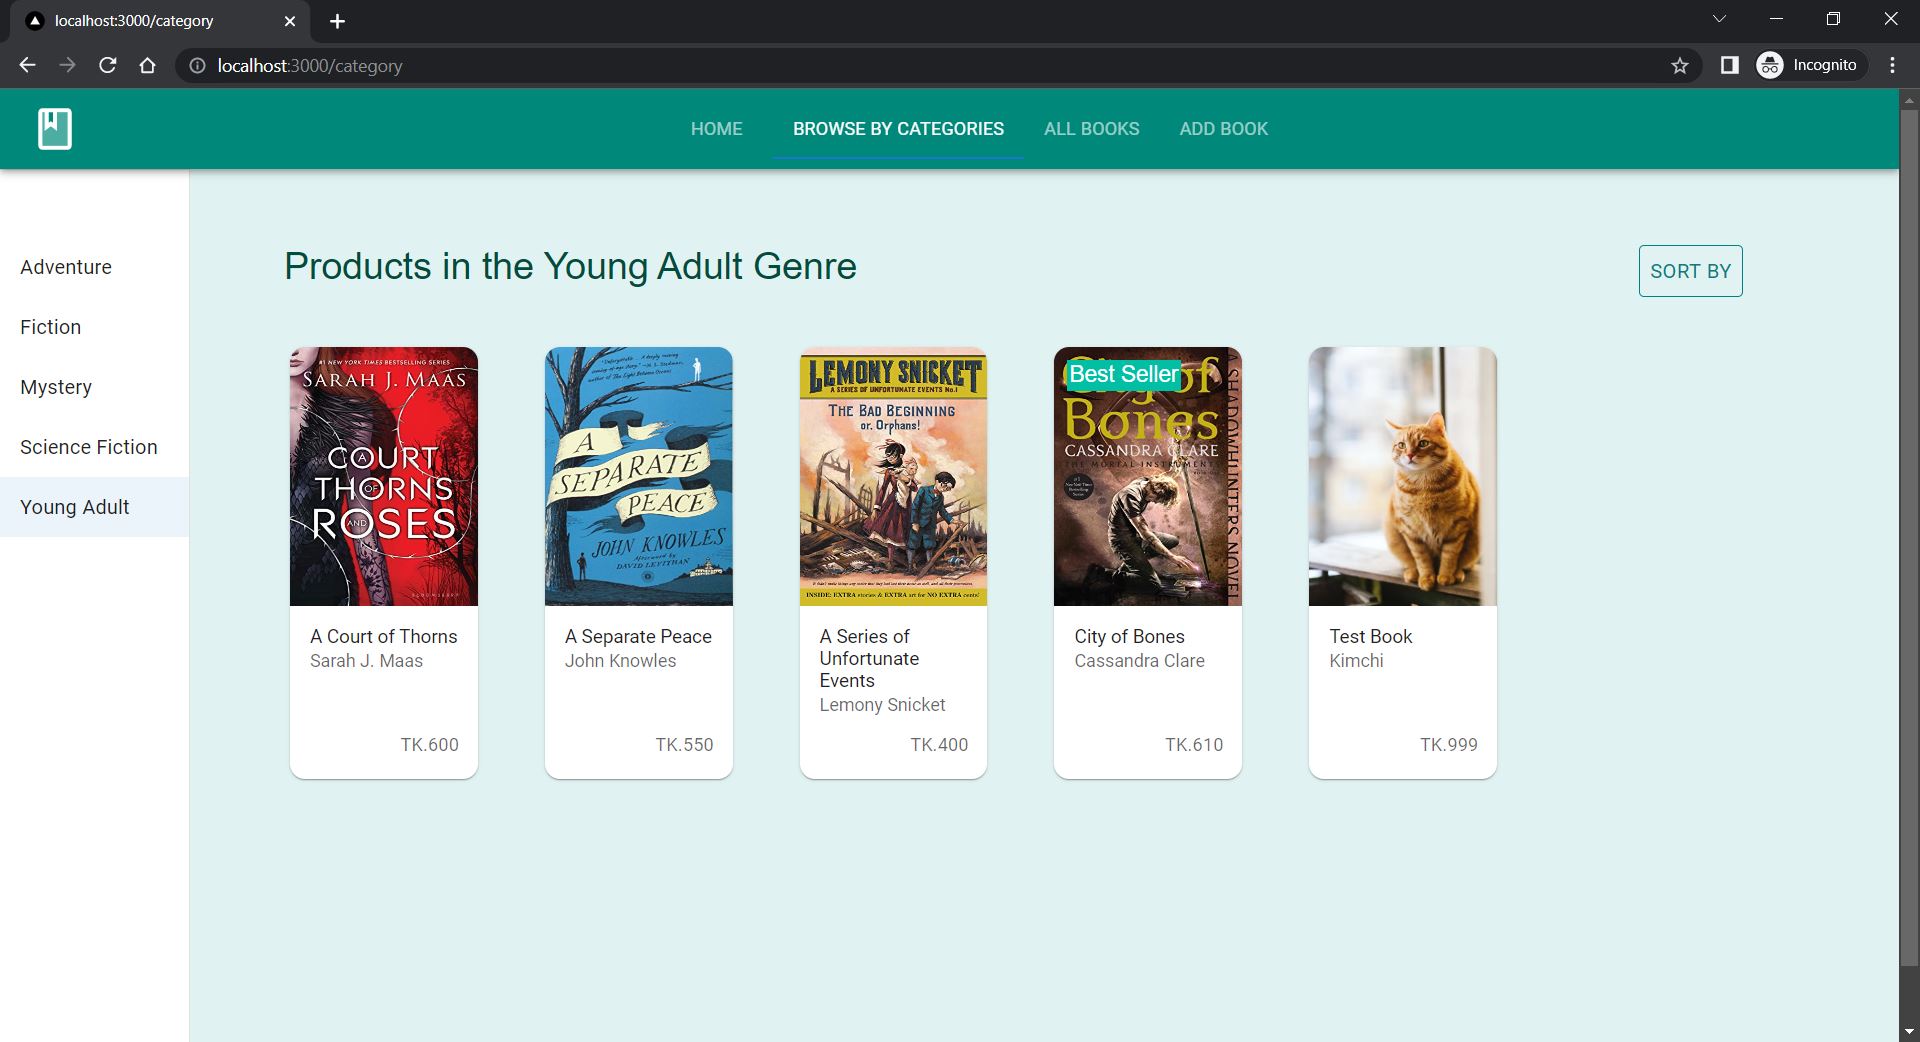 localhost:3000/category
localhost:3000/category
Incognito
HOME
BROWSE BY CATEGORIES
ALL BOOKS
ADD BOOK
Adventure
Fiction
Mystery
Science Fiction
Young Adult
Products in the Young Adult Genre
SORT BY
#1 NEW YORK TIMES BESTSELLING SERIES
SARAH J. MAAS
A
COURT
OF
THORNS
AND
ROSES
BLOOMSBURY
A Court of Thorns
Sarah J. Maas
TK.600
A
SEPARATE
PEACE
JOHN KNOWLES
Afterword by
DAVID LEVITHAN
A Separate Peace
John Knowles
TK.550
LEMONY SNICKET
A SERIES OF UNFORTUNATE EVENTS No.1
THE BAD BEGINNING
or, Orphans!
INSIDE: EXTRA stories & EXTRA art for NO EXTRA cents!
A Series of
Unfortunate
Events
Lemony Snicket
TK.400
Best Seller
of
Bones
CASSANDRA CLARE
THE MORTAL INSTRUMENTS
A SHADOWHUNTERS NOVEL
City of Bones
Cassandra Clare
TK.610
Test Book
Kimchi
TK.999